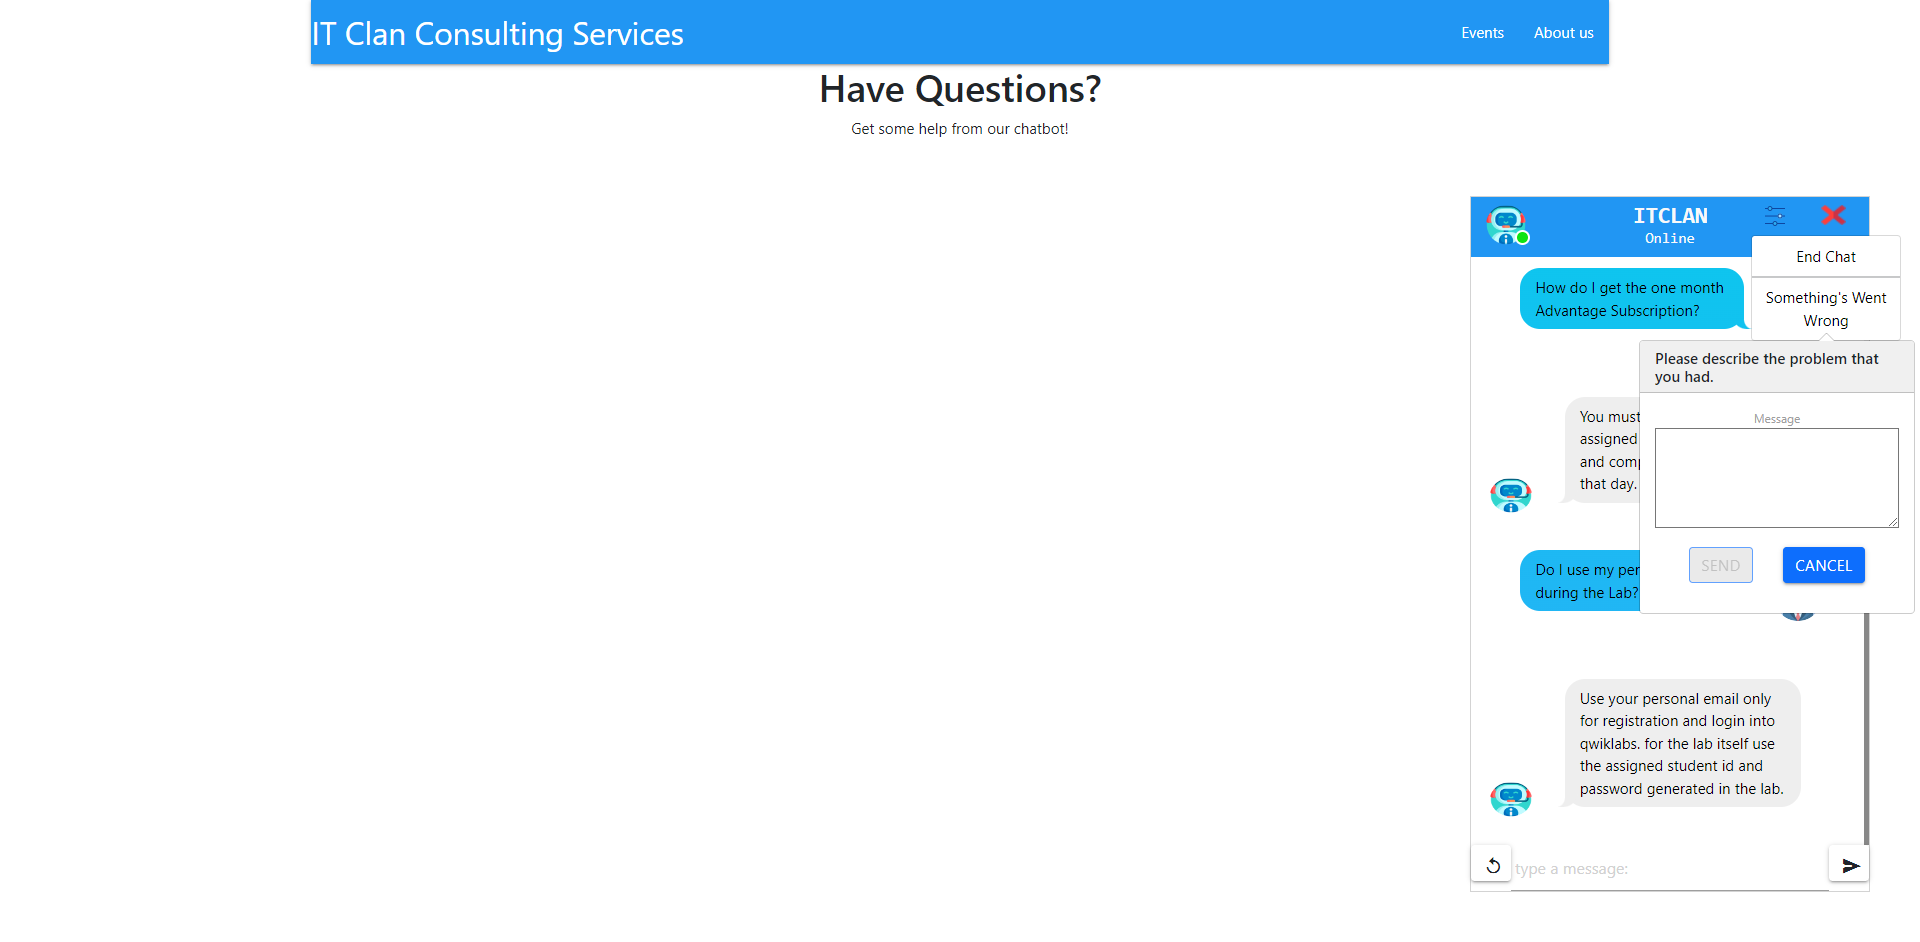 IT Clan Consulting Services
Events
About us
Have Questions?
Get some help from our chatbot!
ITCLAN
Online
End Chat
Something's Went
Wrong
How do I get the one month
Advantage Subscription?
Please describe the problem that
you had.
Message
SEND
CANCEL
You must
assigned
and
that day.
Do I use my
during the Lab?
Use your personal email only
for registration and login into
qwiklabs. for the lab itself use
the assigned student id and
password generated in the lab.
type a message: